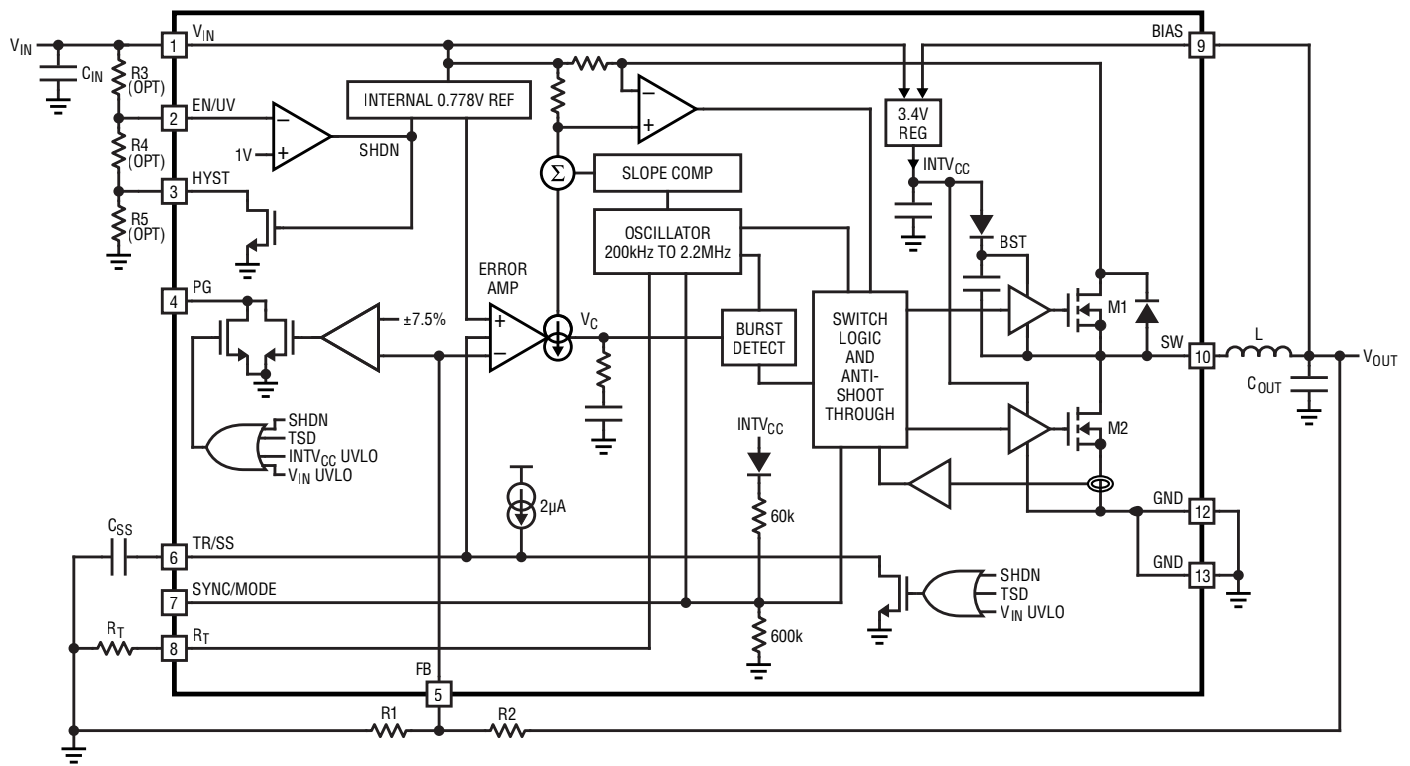 VIN
CIN
R3
(OPT)
R4
(OPT)
R5
(OPT)
1
VIN
2
EN/UV
3
HYST
4
PG
1V
SHDN
INTERNAL 0.778V REF
SLOPE COMP
Σ
OSCILLATOR
200kHz TO 2.2MHz
ERROR
AMP
±7.5%
VC
BURST
DETECT
SWITCH
LOGIC
AND
ANTI-
SHOOT
THROUGH
3.4V
REG
INTVCC
BST
BIAS
9
M1
SW
10
L
VOUT
COUT
M2
GND
12
GND
13
SHDN
TSD
INTVCC UVLO
VIN UVLO
2µA
INTVCC
60k
600k
SHDN
TSD
VIN UVLO
CSS
6
TR/SS
7
SYNC/MODE
RT
8
RT
FB
5
R1
R2